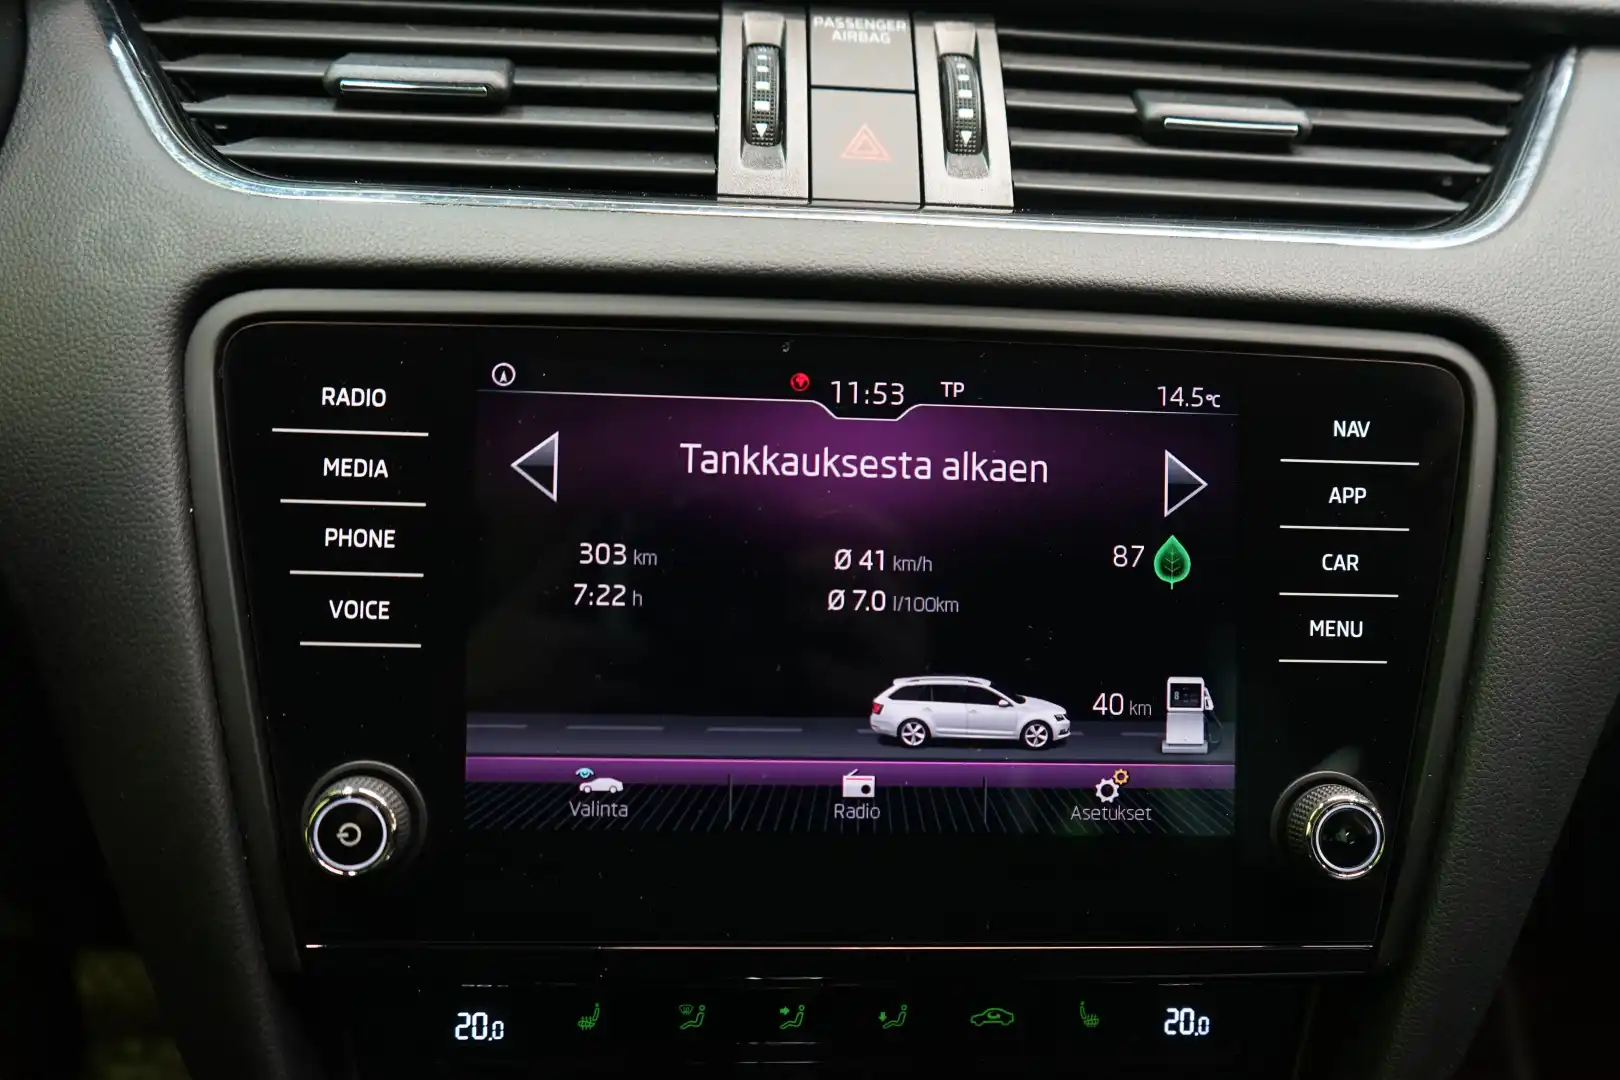 PASSENGER
AIRBAG
RADIO
MEDIA
PHONE
VOICE
11:53
TP
14.5°C
Tankkauksesta alkaen
303 km
7:22 h
Ø 41 km/h
Ø 7.0 l/100km
87
40 km
8
Valinta
Radio
Asetukset
NAV
APP
CAR
MENU
20.0
20.0